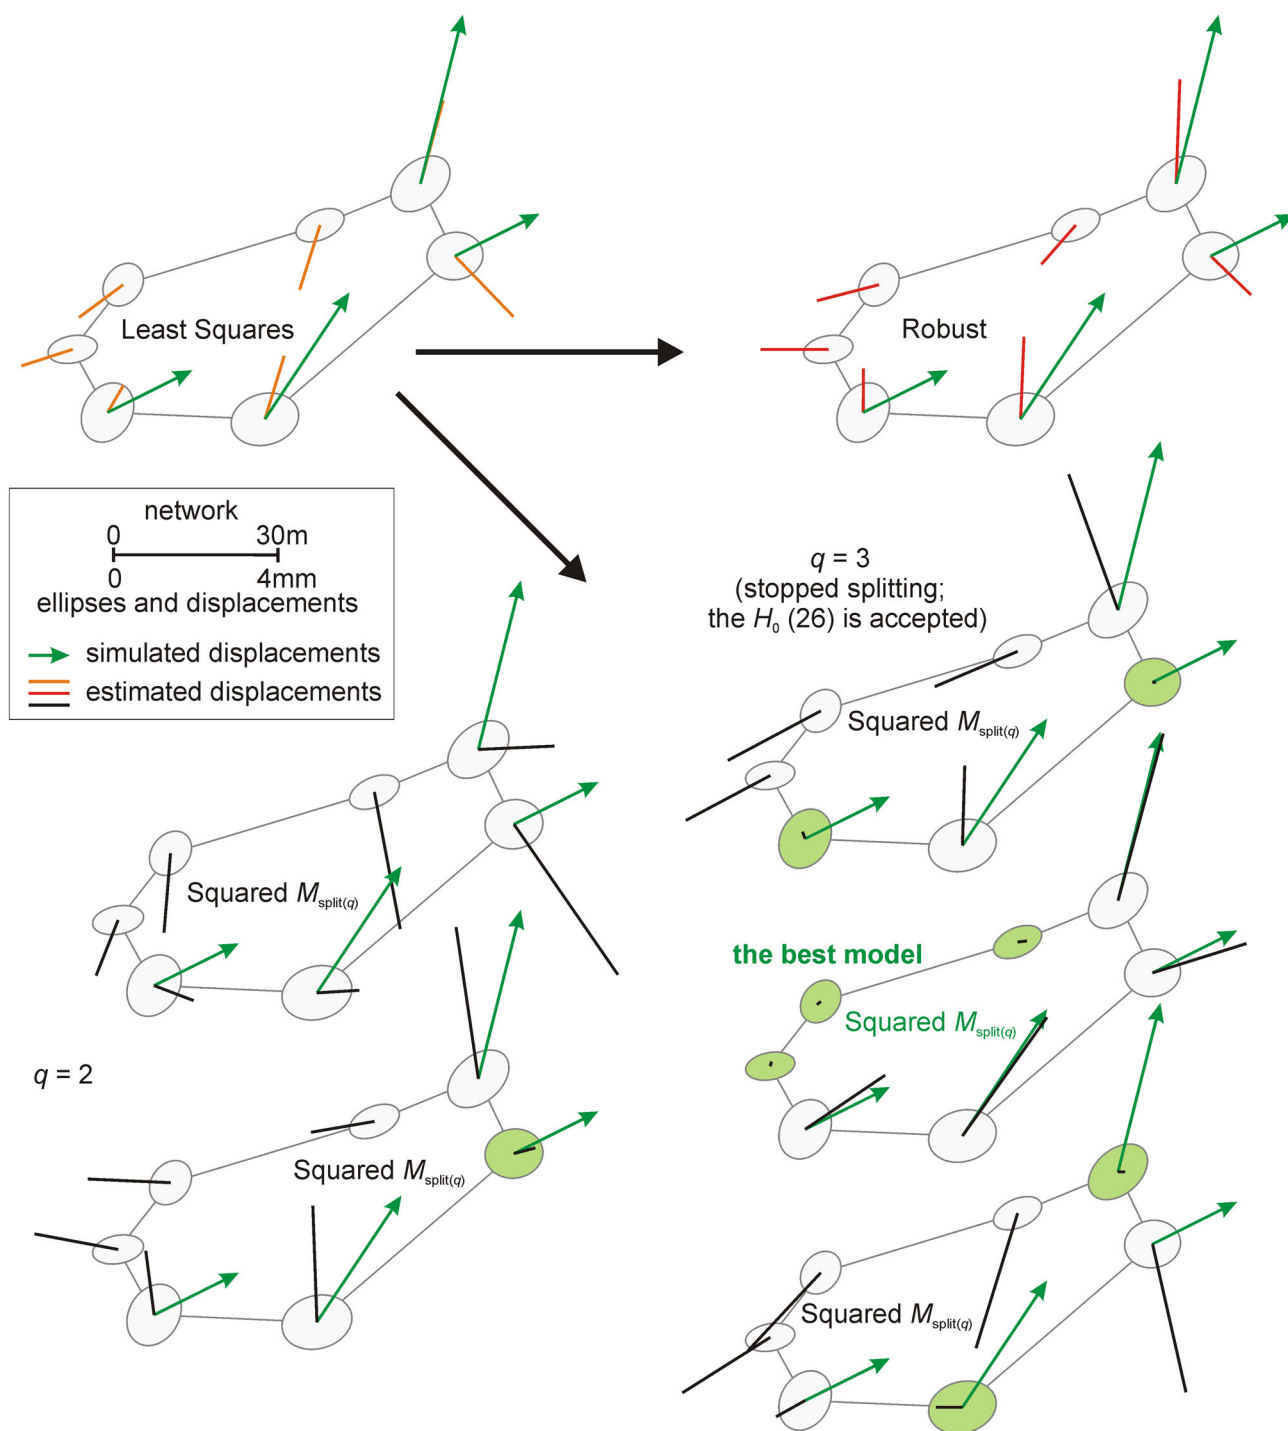 Least Squares
Robust
network
0 30m
0 4mm
ellipses and displacements
simulated displacements
estimated displacements
q = 3
(stopped splitting;
the H₀ (26) is accepted)
Squared Msplit(q)
Squared Msplit(q)
the best model
Squared Msplit(q)
q = 2
Squared Msplit(q)
Squared Msplit(q)